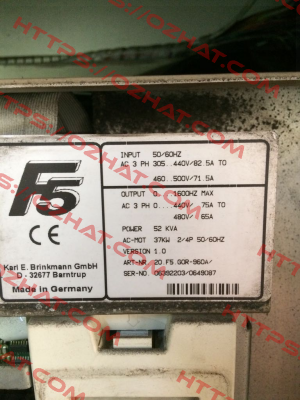 HTTPS://OZHAT.COM
F5
CE
Karl E. Brinkmann GmbH
D - 32677 Barntrup
Made in Germany
INPUT 50/60HZ
AC 3 PH 305...440V/82.5A TO
460...500V/71.5A
OUTPUT 0...1600HZ MAX
AC 3 PH 0...440V/ 75A TO
480V/ 65A
POWER 52 KVA
AC-MOT 37KW 2/4P 50/60HZ
VERSION 1.0
ART-NR 20.F5.G0R-960A/
SER-NO. 06392203/0649087